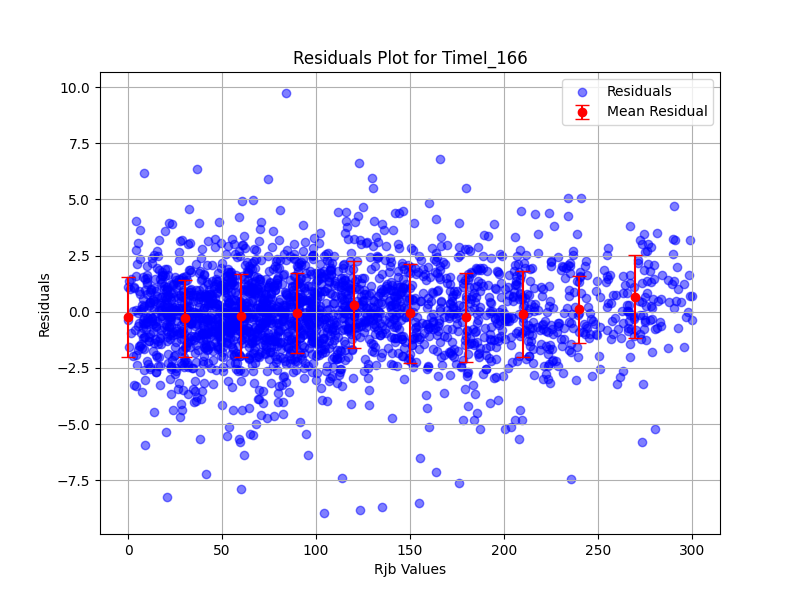 Residuals Plot for TimeI_166
Residuals
Mean Residual
10.0
7.5
5.0
2.5
0.0
−2.5
−5.0
−7.5
Residuals
0 50 100 150 200 250 300
Rjb Values